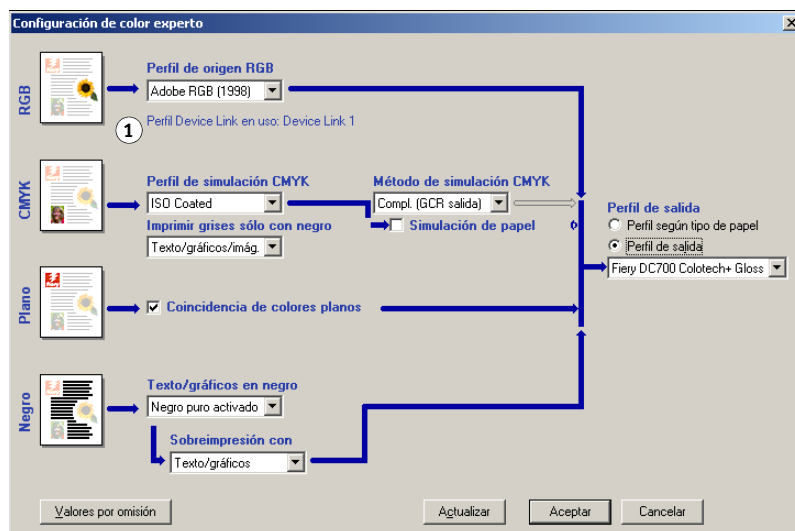 Configuración de color experto
RGB
Perfil de origen RGB
Adobe RGB (1998)
1
Perfil Device Link en uso: Device Link 1
CMYK
Perfil de simulación CMYK
ISO Coated
Método de simulación CMYK
Compl. (GCR salida)
Imprimir grises sólo con negro
Texto/gráficos/imág.
Simulación de papel
Perfil de salida
Perfil según tipo de papel
Perfil de salida
Fiery DC700 Colotech+ Gloss
Plano
Coincidencia de colores planos
Negro
Texto/gráficos en negro
Negro puro activado
Sobreimpresión con
Texto/gráficos
Valores por omisión
Actualizar
Aceptar
Cancelar